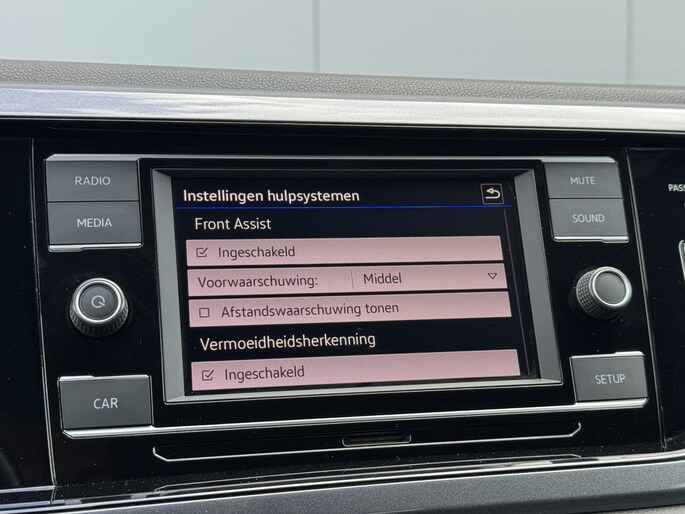 RADIO
MEDIA
CAR
Instellingen hulpsystemen
Front Assist
Ingeschakeld
Voorwaarschuwing: Middel
Afstandswaarschuwing tonen
Vermoeidheidsherkenning
Ingeschakeld
MUTE
SOUND
SETUP